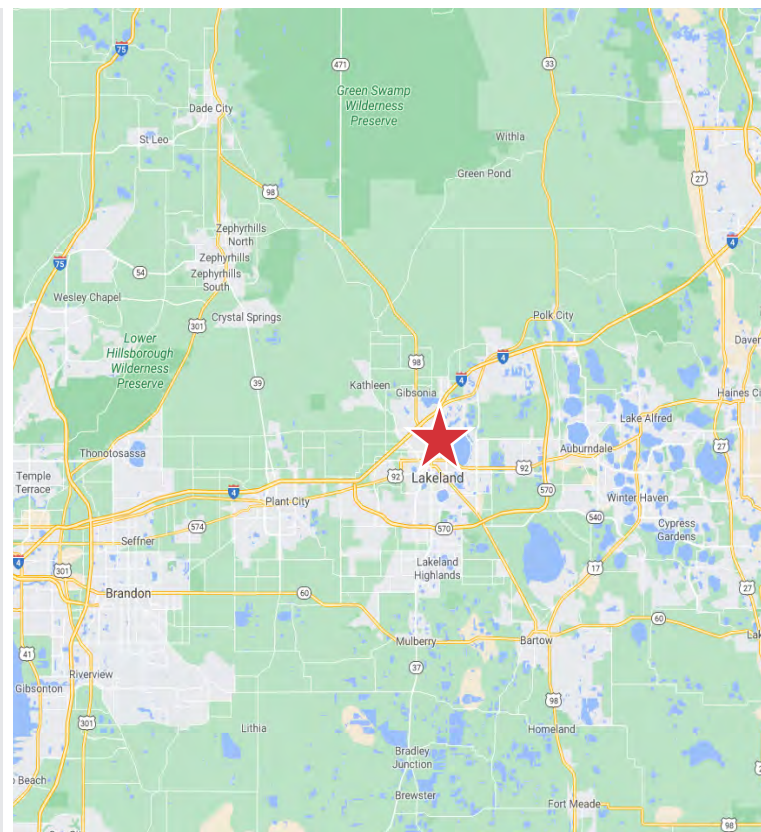 75
471
33
Green Swamp
Wilderness
Preserve
Dade City
St Leo
Withla
Green Pond
27
98
4
Zephyrhills
North
75
54
Zephyrhills
Zephyrhills
South
Wesley Chapel
301
Crystal Springs
Polk City
Lower
Hillsborough
Wilderness
Preserve
Daven
98
4
39
Kathleen
4
Gibsonia
Haines Ci
Lake Alfred
Thonotosassa
Auburndale
27
Temple
Terrace
92
Lakeland
92
4
570
Winter Haven
Plant City
574
570
540
Cypress
Gardens
Seffner
4
301
Lakeland
Highlands
17
27
Brandon
60
60
Lak
Mulberry
Bartow
41
37
Riverview
Gibsonton
98
301
Lithia
Homeland
Bradley
Junction
o Beach
Brewster
Fort Meade
98